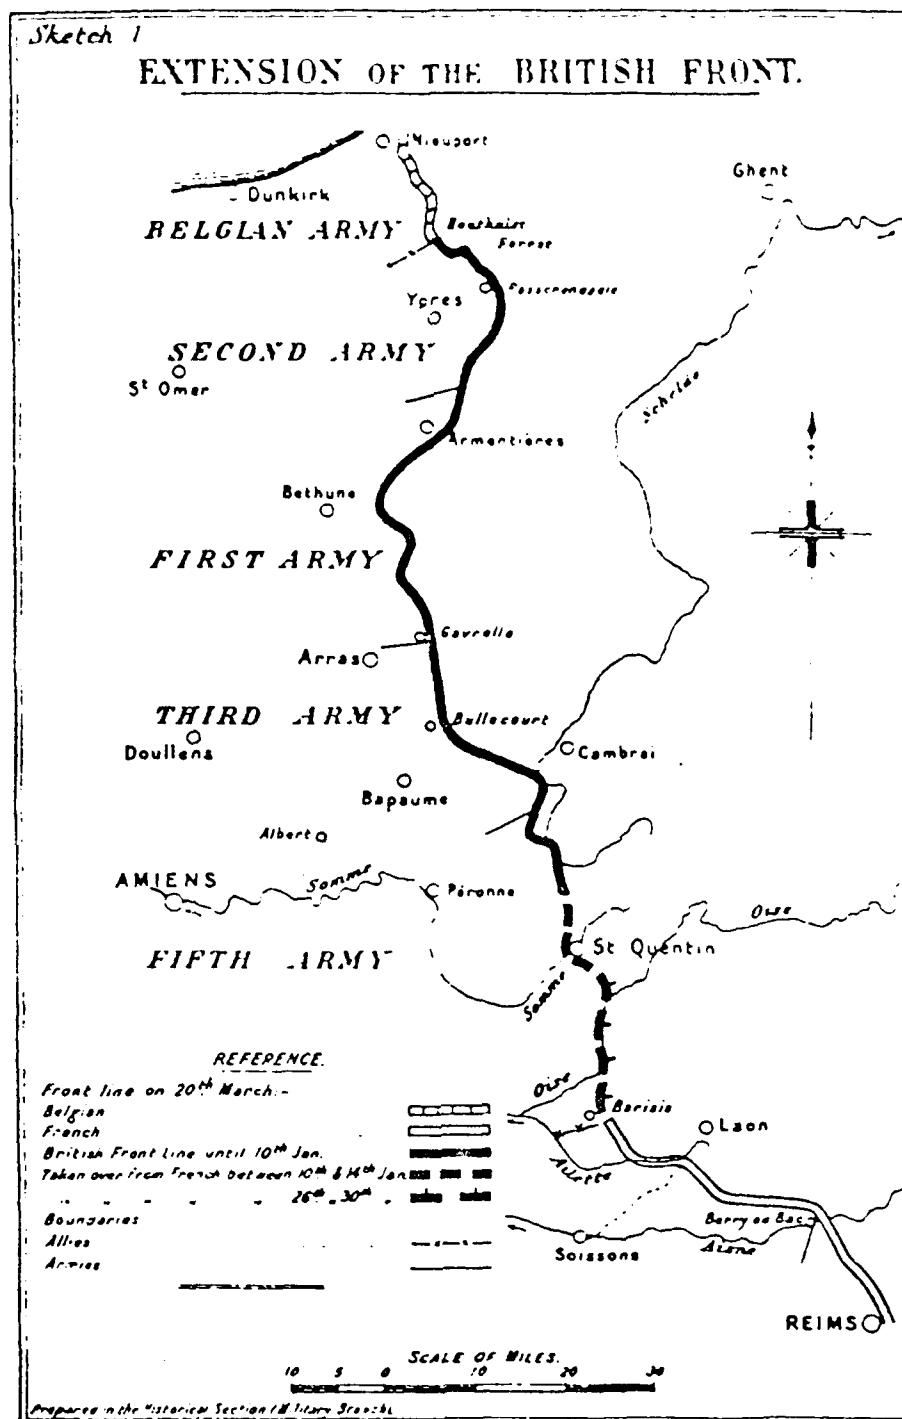 Sketch 1
EXTENSION OF THE BRITISH FRONT.
Nieuport
Ghent
Dunkirk
BELGIAN ARMY
Houthulst
Forest
Passchendaele
Ypres
SECOND ARMY
St Omer
Schelde
Armentières
Bethune
FIRST ARMY
Gavrelle
Arras
THIRD ARMY
Bullecourt
Doullens
Cambrai
Bapaume
Albert
AMIENS
Somme
Péronne
Oise
St Quentin
FIFTH ARMY
Somme
REFERENCE.
Front line on 20th March:-
Belgian
French
British Front Line until 10th Jan.
Taken over from French between 10th & 14th Jan.
" " " " 26th " 30th "
Boundaries
Allies
Armies
Oise
Barisis
Laon
Ailette
Berry au Bac
Soissons
Aisne
REIMS
SCALE OF MILES.
10 5 0 10 20 30
Prepared in the Historical Section (Military Branch).